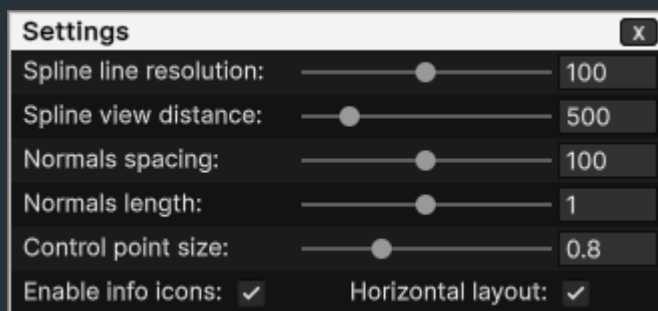 Settings X
Spline line resolution: 100
Spline view distance: 500
Normals spacing: 100
Normals length: 1
Control point size: 0.8
Enable info icons: Horizontal layout: